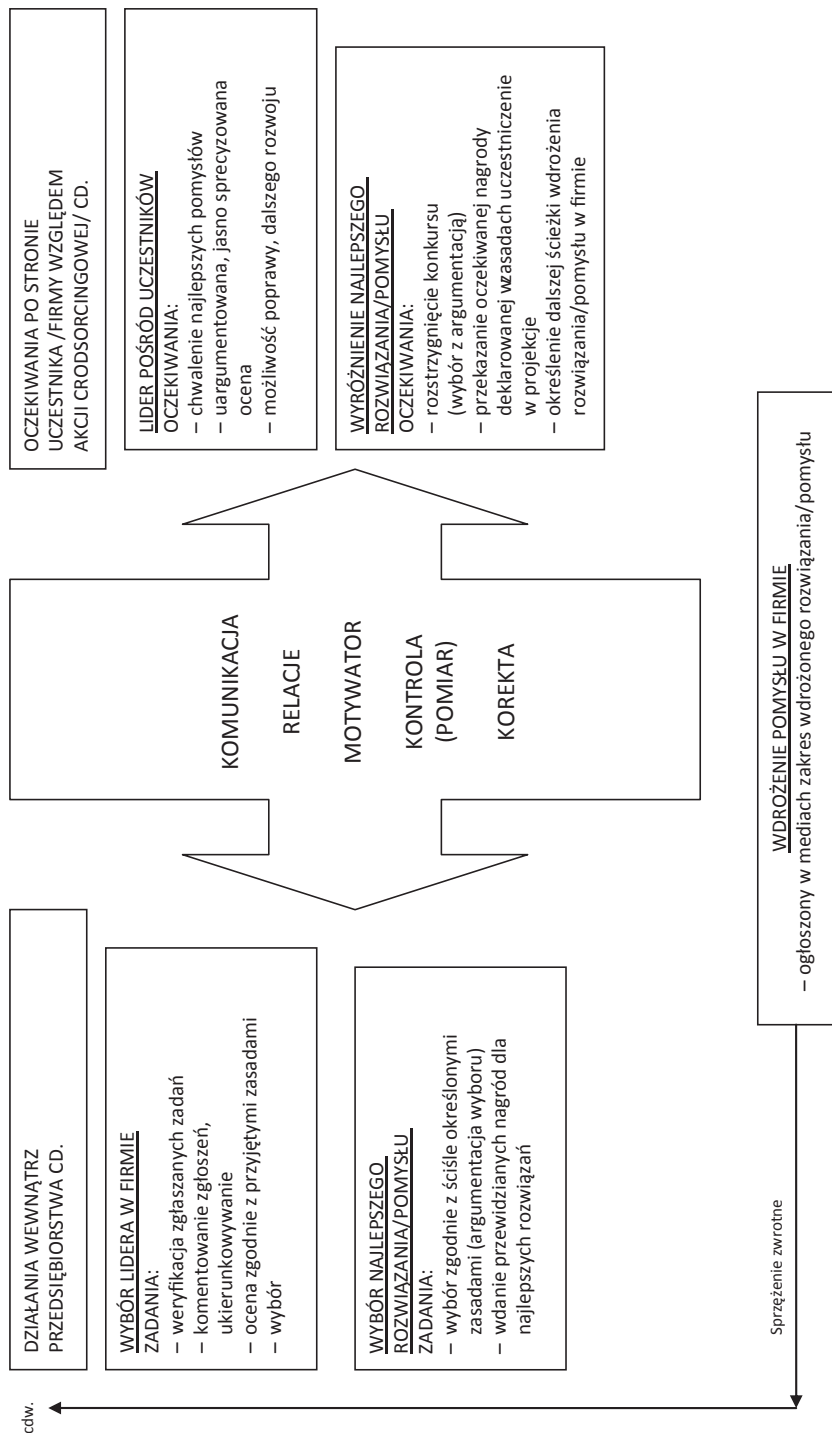 cdw.
DZIAŁANIA WEWNĄTRZ
PRZEDSIĘBIORSTWA CD.
WYBÓR LIDERA W FIRMIE
ZADANIA:
– weryfikacja zgłaszanych zadań
– komentowanie zgłoszeń,
ukierunkowywanie
– ocena zgodnie z przyjętymi zasadami
– wybór
WYBÓR NAJLEPSZEGO
ROZWIĄZANIA/POMYSŁU
ZADANIA:
– wybór zgodnie z ściśle określonymi
zasadami (argumentacja wyboru)
– wdanie przewidzianych nagród dla
najlepszych rozwiązań
KOMUNIKACJA
RELACJE
MOTYWATOR
KONTROLA
(POMIAR)
KOREKTA
OCZEKIWANIA PO STRONIE
UCZESTNIKA /FIRMY WZGLĘDEM
AKCJI CRODSORCINGOWEJ/ CD.
LIDER POŚRÓD UCZESTNIKÓW
OCZEKIWANIA:
– chwalenie najlepszych pomysłów
– uargumentowana, jasno sprecyzowana
ocena
– możliwość poprawy, dalszego rozwoju
WYRÓŻNIENIE NAJLEPSZEGO
ROZWIĄZANIA/POMYSŁU
OCZEKIWANIA:
– rozstrzygnięcie konkursu
(wybór z argumentacją)
– przekazanie oczekiwanej nagrody
deklarowanej w zasadach uczestniczenie
w projekcje
– określenie dalszej ścieżki wdrożenia
rozwiązania/pomysłu w firmie
WDROŻENIE POMYSŁU W FIRMIE
– ogłoszony w mediach zakres wdrożonego rozwiązania/pomysłu
Sprzężenie zwrotne